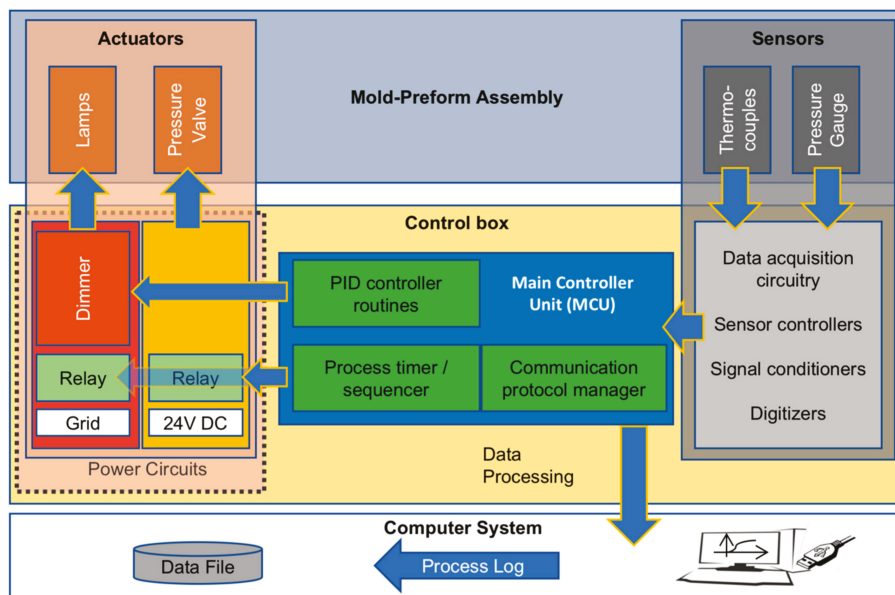 Actuators
Sensors
Mold-Preform Assembly
Lamps
Pressure
Valve
Thermo-
couples
Pressure
Gauge
Control box
Dimmer
PID controller
routines
Main Controller
Unit (MCU)
Data acquisition
circuitry
Sensor controllers
Signal conditioners
Digitizers
Relay
Relay
Process timer /
sequencer
Communication
protocol manager
Grid
24V DC
Power Circuits
Data
Processing
Computer System
Data File
Process Log